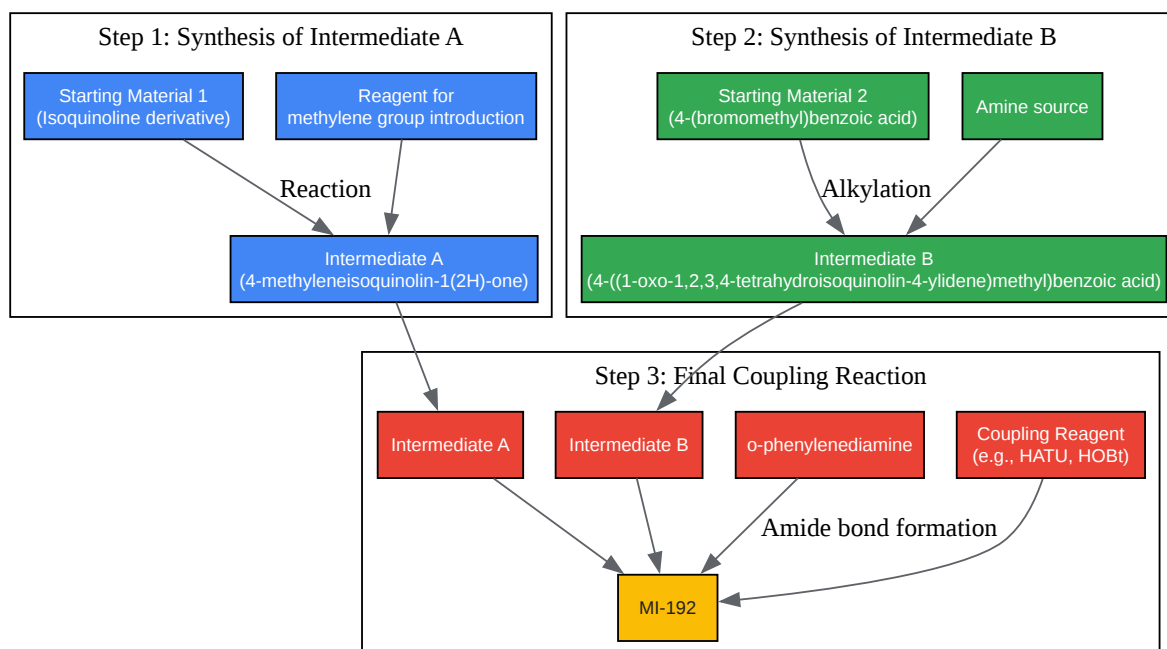 Step 1: Synthesis of Intermediate A
Starting Material 1
(Isoquinoline derivative)
Reagent for
methylene group introduction
Reaction
Intermediate A
(4-methyleneisoquinolin-1(2H)-one)
Step 2: Synthesis of Intermediate B
Starting Material 2
(4-(bromomethyl)benzoic acid)
Amine source
Alkylation
Intermediate B
(4-((1-oxo-1,2,3,4-tetrahydroisoquinolin-4-ylidene)methyl)benzoic acid)
Step 3: Final Coupling Reaction
Intermediate A
Intermediate B
o-phenylenediamine
Coupling Reagent
(e.g., HATU, HOBt)
Amide bond formation
MI-192